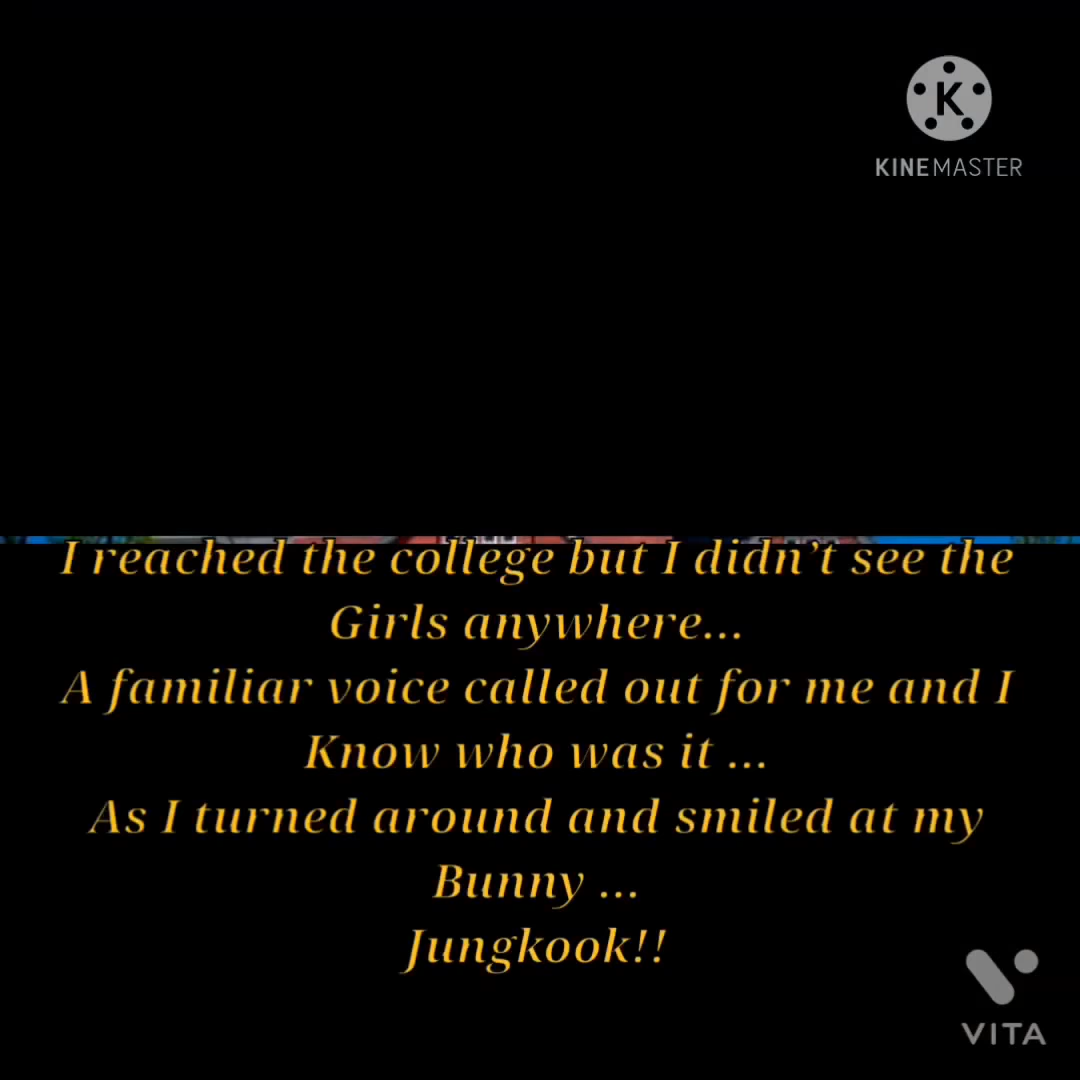 K
KINEMASTER
I reached the college but I didn't see the
Girls anywhere...
A familiar voice called out for me and I
Know who was it ...
As I turned around and smiled at my
Bunny ...
Jungkook!!
VITA